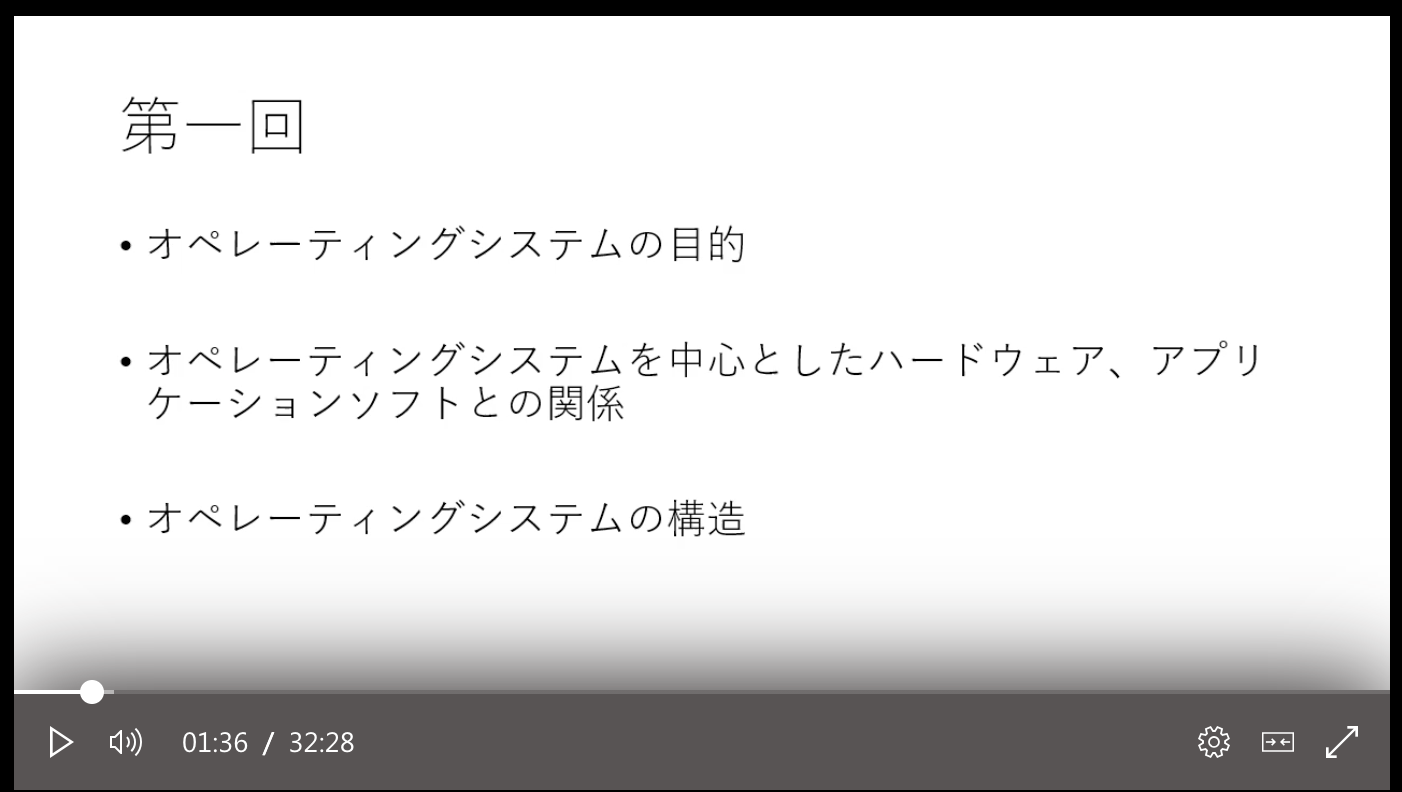 第一回
• オペレーティングシステムの目的
• オペレーティングシステムを中心としたハードウェア、アプリ
ケーションソフトとの関係
• オペレーティングシステムの構造
01:36 / 32:28